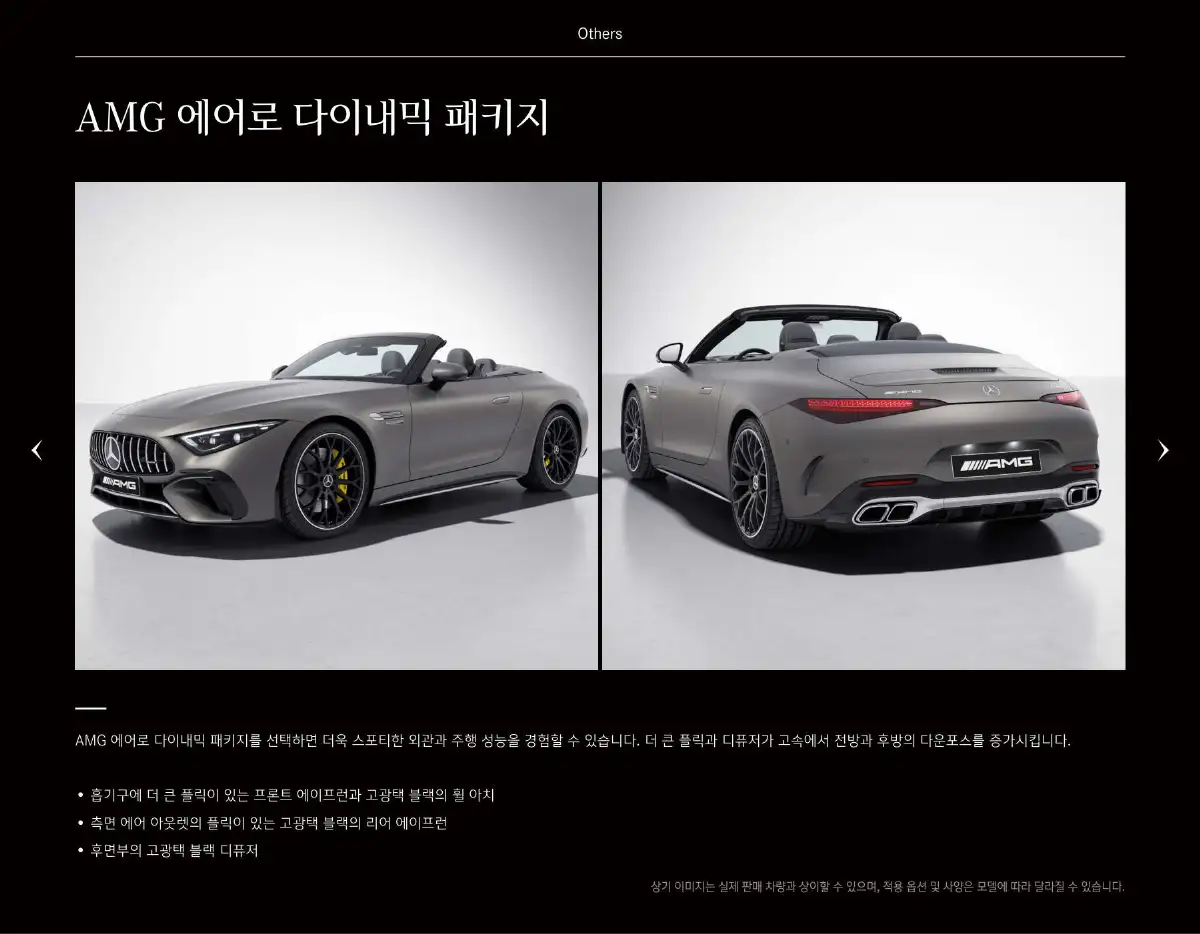 Others
AMG 에어로 다이내믹 패키지
AMG
AMG
AMG
AMG 에어로 다이내믹 패키지를 선택하면 더욱 스포티한 외관과 주행 성능을 경험할 수 있습니다. 더 큰 플릭과 디퓨저가 고속에서 전방과 후방의 다운포스를 증가시킵니다.
• 흡기구에 더 큰 플릭이 있는 프론트 에이프런과 고광택 블랙의 휠 아치
• 측면 에어 아웃렛의 플릭이 있는 고광택 블랙의 리어 에이프런
• 후면부의 고광택 블랙 디퓨저
상기 이미지는 실제 판매 차량과 상이할 수 있으며, 적용 옵션 및 사양은 모델에 따라 달라질 수 있습니다.